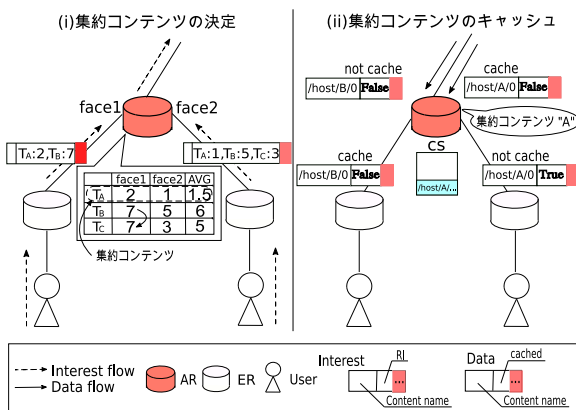 (i)集約コンテンツの決定
face1
face2
TA:2,TB:7
TA:1,TB:5,TC:3
face1 face2 AVG
TA 2 1 1.5
TB 7 5 6
TC 7 3 5
集約コンテンツ
(ii)集約コンテンツのキャッシュ
not cache
/host/B/0 False
cache
/host/A/0 False
集約コンテンツ "A"
CS
/host/A/...
cache
/host/B/0 False
not cache
/host/A/0 True
Interest flow
Data flow
AR
ER
User
Interest
RI
...
Content name
Data
cached
...
Content name